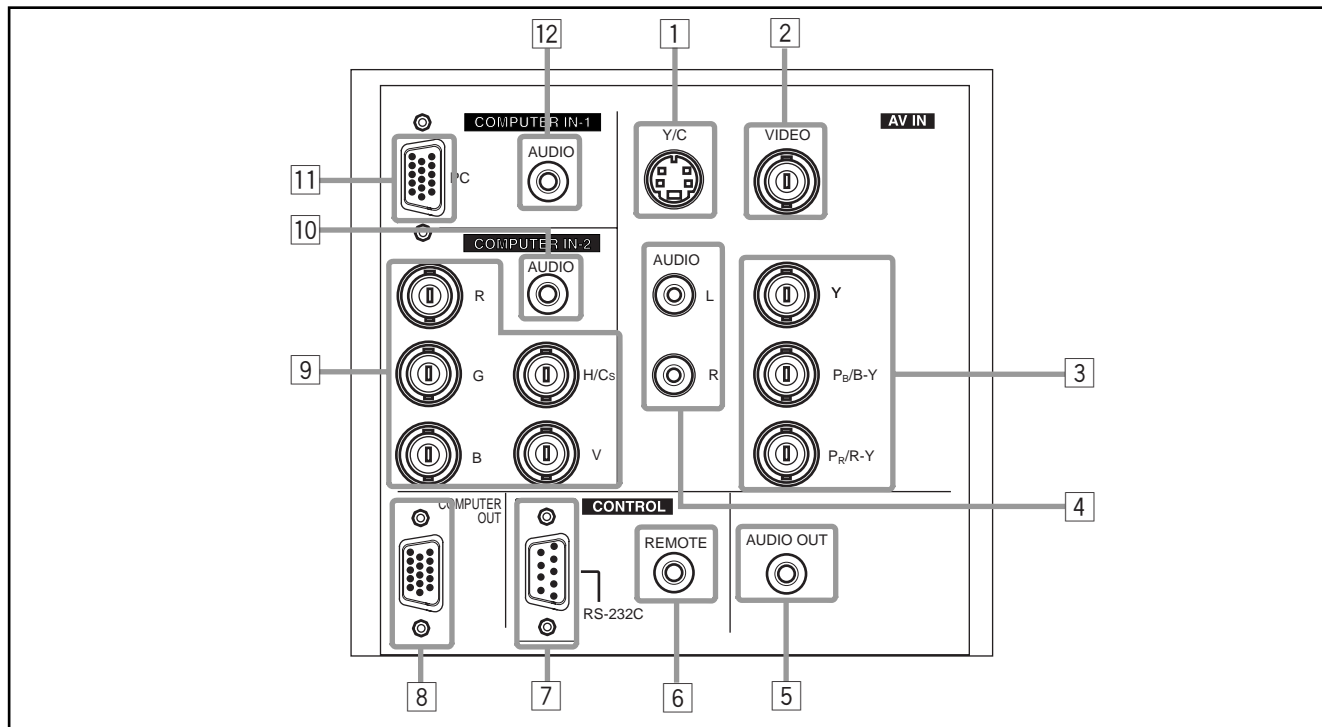 12
1
2
COMPUTER IN-1
Y/C
VIDEO
AV IN
AUDIO
11
PC
10
COMPUTER IN-2
AUDIO
AUDIO
R
L
Y
9
G
H/Cs
R
PB/B-Y
3
B
V
PR/R-Y
4
COMPUTER
OUT
CONTROL
REMOTE
AUDIO OUT
RS-232C
8
7
6
5